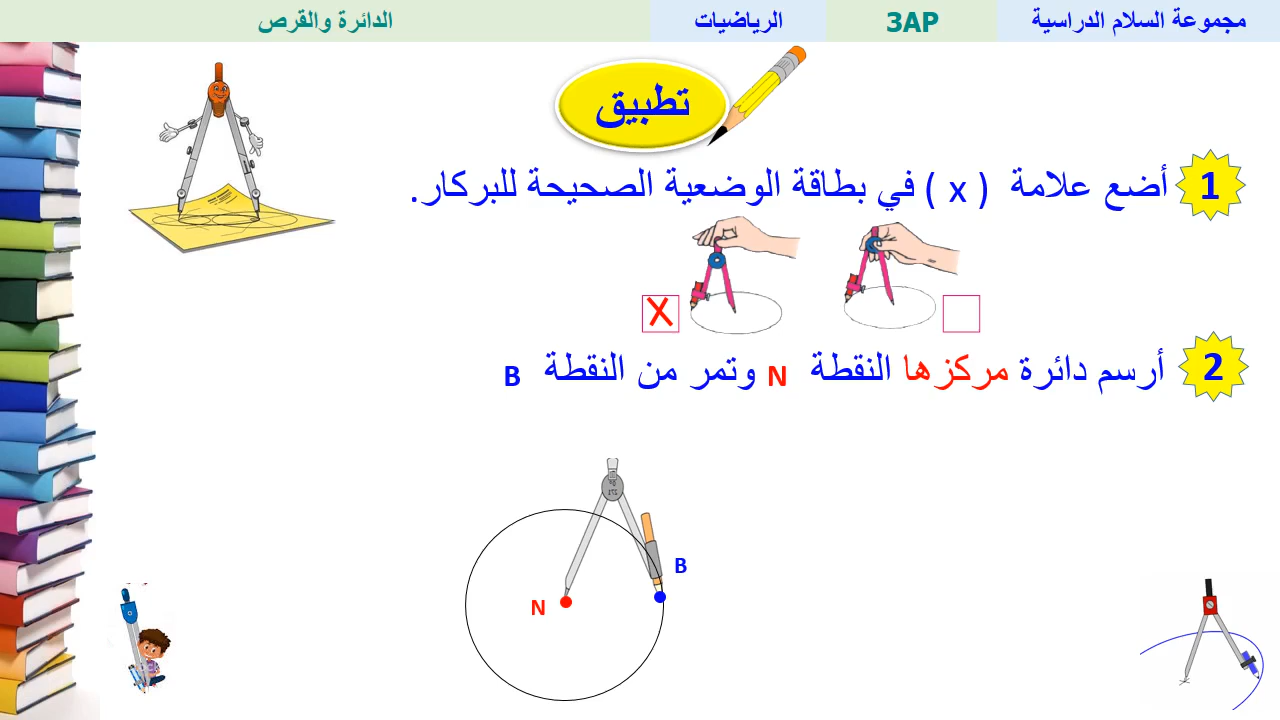 مجموعة السلام الدراسية
3AP
الرياضيات
الدائرة والقرص
تطبيق
1 أضع علامة ( x ) في بطاقة الوضعية الصحيحة للبركار.
X
2 أرسم دائرة مركزها النقطة N وتمر من النقطة B
B
N